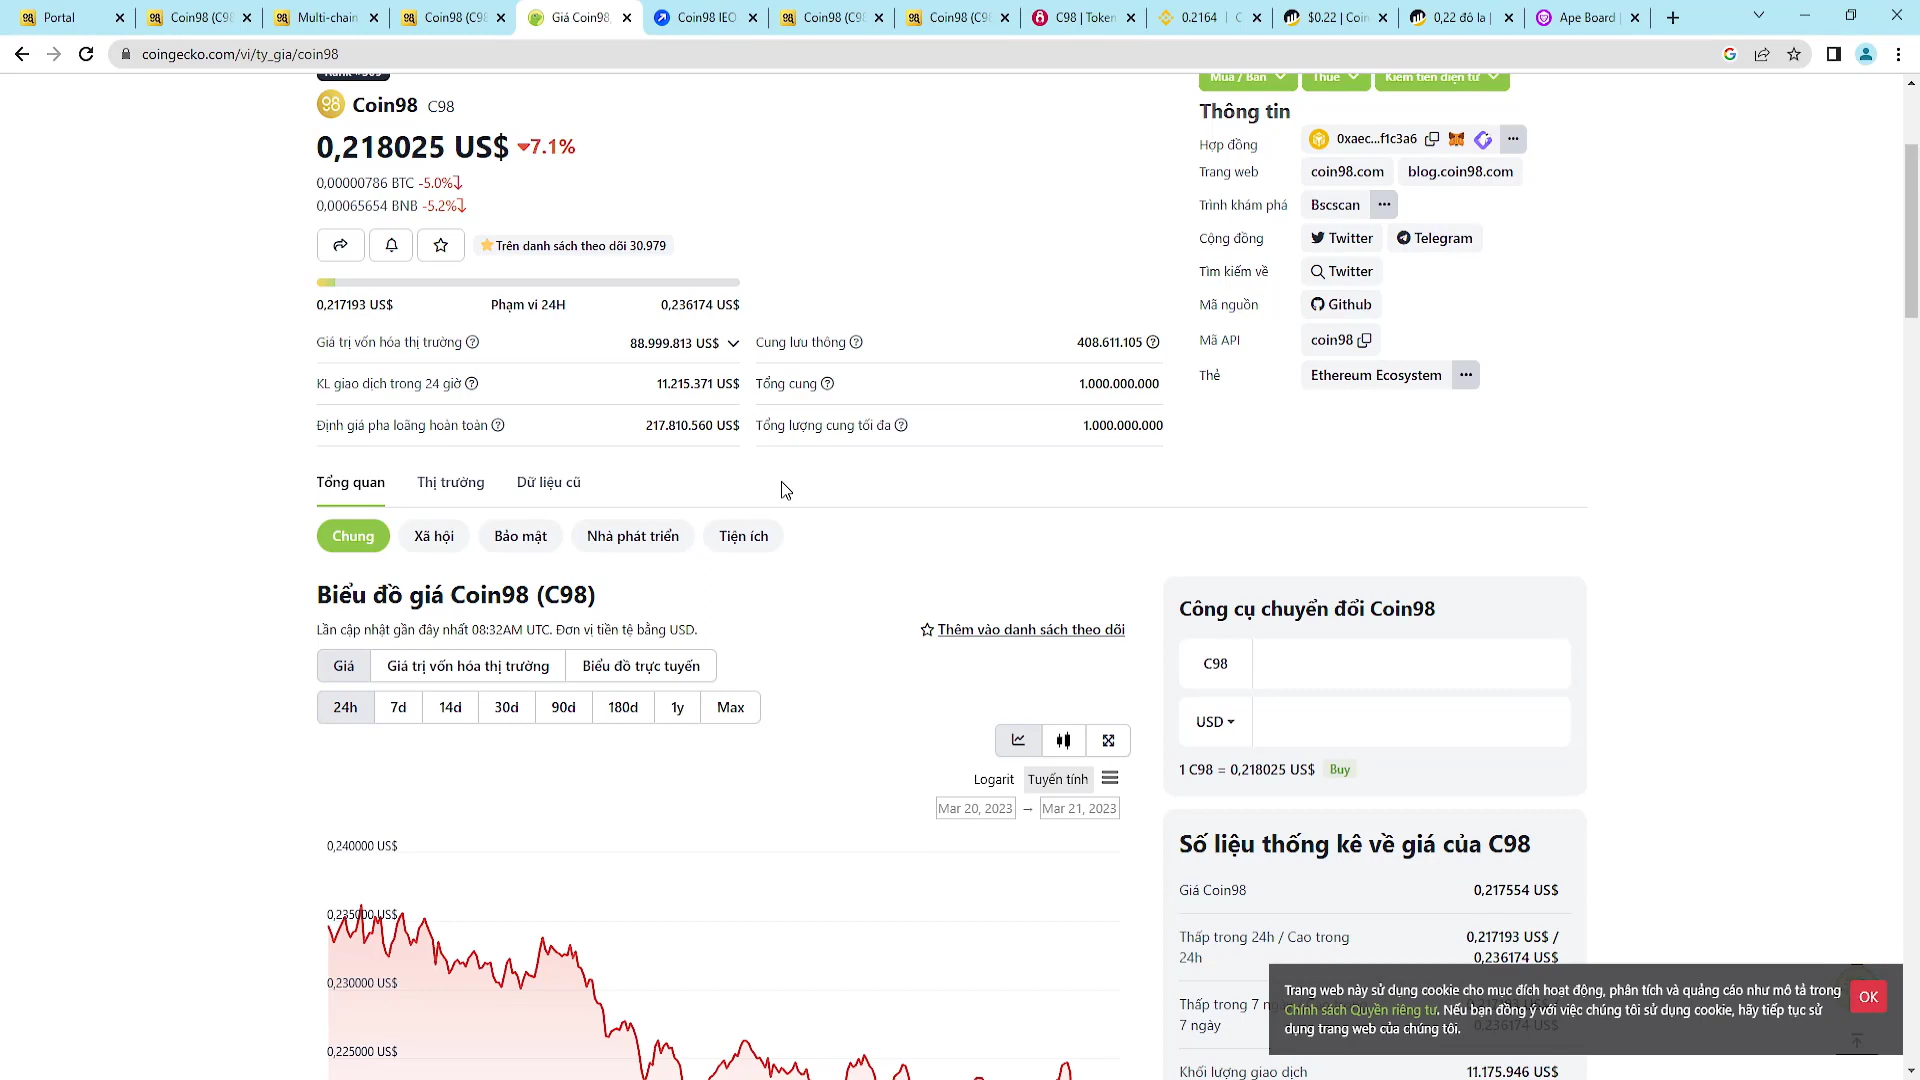 Portal
Coin98 (C98
Multi-chain
Coin98 (C98
Giá Coin98,
Coin98 IEO
Coin98 (C98
Coin98 (C98
C98 | Token
0.2164 | C
$0.22 | Coin
0,22 đô la |
Ape Board |
coingecko.com/vi/ty_gia/coin98
Rank #309
98 Coin98 C98
0,218025 US$ 7.1%
0,00000786 BTC -5.0%
0,00065654 BNB -5.2%
Trên danh sách theo dõi 30.979
0,217193 US$ Phạm vi 24H 0,236174 US$
Giá trị vốn hóa thị trường 88.999.813 US$
Cung lưu thông 408.611.105
KL giao dịch trong 24 giờ 11.215.371 US$
Tổng cung 1.000.000.000
Định giá pha loãng hoàn toàn 217.810.560 US$
Tổng lượng cung tối đa 1.000.000.000
Mua / Bán Thuê Kiếm tiền điện tử
Thông tin
Hợp đồng 0xaec...f1c3a6 ...
Trang web coin98.com blog.coin98.com
Trình khám phá Bscscan ...
Cộng đồng Twitter Telegram
Tìm kiếm về Twitter
Mã nguồn Github
Mã API coin98
Thẻ Ethereum Ecosystem ...
Tổng quan Thị trường Dữ liệu cũ
Chung Xã hội Bảo mật Nhà phát triển Tiện ích
Biểu đồ giá Coin98 (C98)
Lần cập nhật gần đây nhất 08:32AM UTC. Đơn vị tiền tệ bằng USD.
Thêm vào danh sách theo dõi
Giá Giá trị vốn hóa thị trường Biểu đồ trực tuyến
24h 7d 14d 30d 90d 180d 1y Max
Logarit Tuyến tính
Mar 20, 2023 → Mar 21, 2023
0,240000 US$
0,235000 US$
0,230000 US$
0,225000 US$
Công cụ chuyển đổi Coin98
C98
USD
1 C98 = 0,218025 US$ Buy
Số liệu thống kê về giá của C98
Giá Coin98 0,217554 US$
Thấp trong 24h / Cao trong 0,217193 US$ /
24h 0,236174 US$
Thấp trong 7 n
7 ngày 0.236174 US$
Khối lượng giao dịch 11.175.946 US$
Trang web này sử dụng cookie cho mục đích hoạt động, phân tích và quảng cáo như mô tả trong
Chính sách Quyền riêng tư. Nếu bạn đồng ý với việc chúng tôi sử dụng cookie, hãy tiếp tục sử
dụng trang web của chúng tôi.
OK